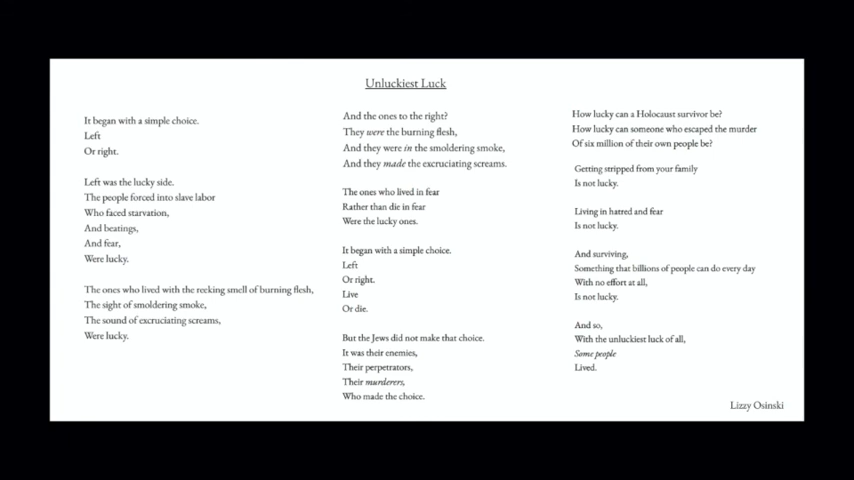 Unluckiest Luck
It began with a simple choice.
Left
Or right.
Left was the lucky side.
The people forced into slave labor
Who faced starvation,
And beatings,
And fear,
Were lucky.
The ones who lived with the reeking smell of burning flesh,
The sight of smoldering smoke,
The sound of excruciating screams,
Were lucky.
And the ones to the right?
They were the burning flesh,
And they were in the smoldering smoke,
And they made the excruciating screams.
The ones who lived in fear
Rather than die in fear
Were the lucky ones.
It began with a simple choice.
Left
Or right.
Live
Or die.
But the Jews did not make that choice.
It was their enemies,
Their perpetrators,
Their murderers,
Who made the choice.
How lucky can a Holocaust survivor be?
How lucky can someone who escaped the murder
Of six million of their own people be?
Getting stripped from your family
Is not lucky.
Living in hatred and fear
Is not lucky.
And surviving,
Something that billions of people can do every day
With no effort at all,
Is not lucky.
And so,
With the unluckiest luck of all,
Some people
Lived.
Lizzy Osinski